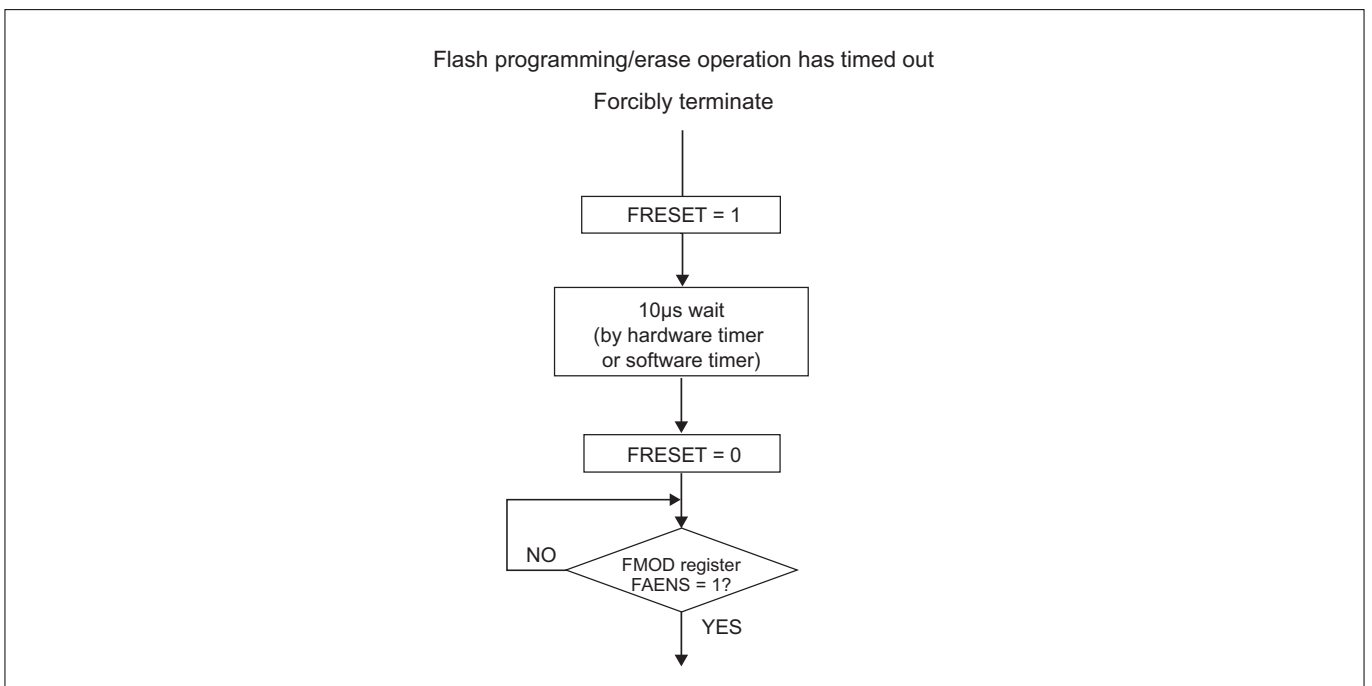 Flash programming/erase operation has timed out
Forcibly terminate
FRESET = 1
10µs wait
(by hardware timer
or software timer)
FRESET = 0
NO
FMOD register
FAENS = 1?
YES